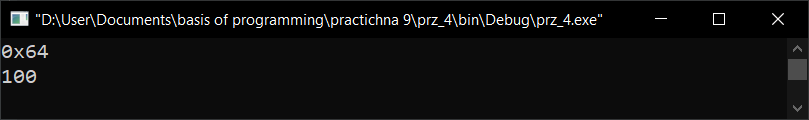 "D:\User\Documents\basis of programming\practichna 9\prz_4\bin\Debug\prz_4.exe"
0x64
100